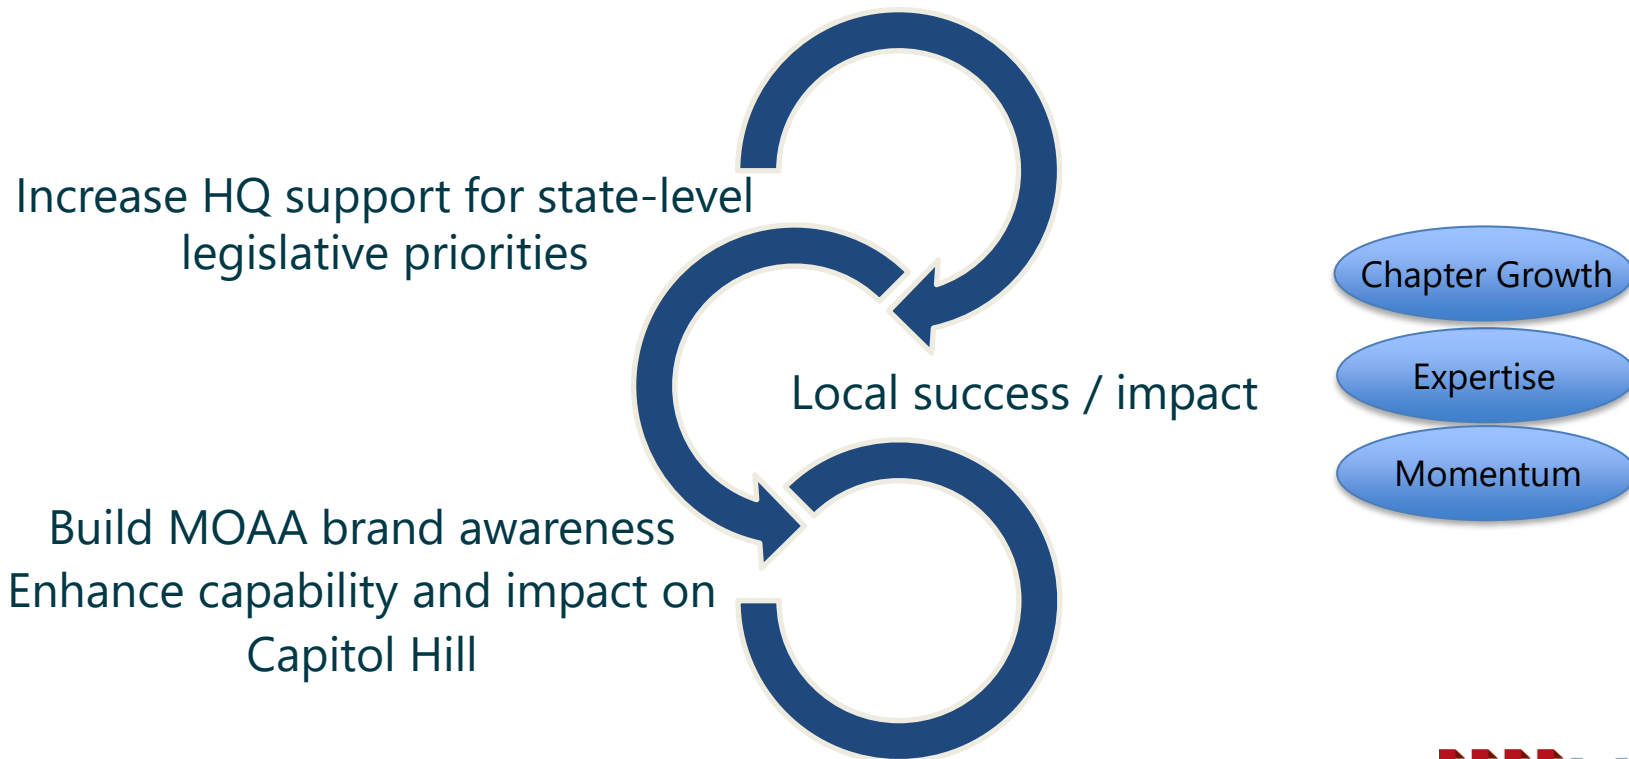 Increase HQ support for state-level
legislative priorities
Local success / impact
Build MOAA brand awareness
Enhance capability and impact on
Capitol Hill
Chapter Growth
Expertise
Momentum